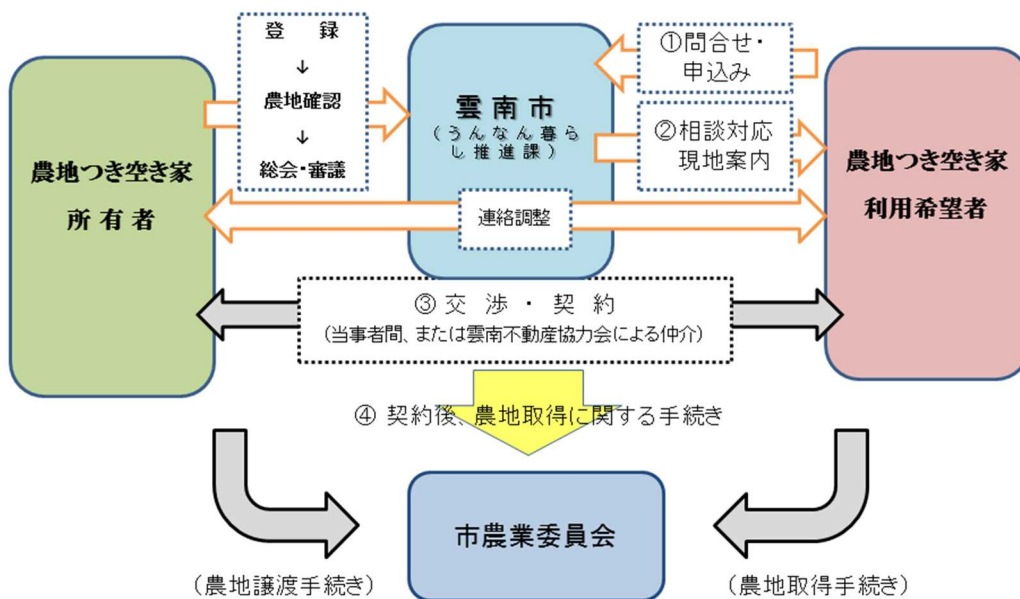 登　録
↓
農地確認
↓
総会・審議
雲南市
(うんなん暮ら
し推進課)
①問合せ・
申込み
②相談対応
現地案内
農地つき空き家
所有者
農地つき空き家
利用希望者
連絡調整
③交渉・契約
(当事者間、または雲南不動産協力会による仲介)
④ 契約後、農地取得に関する手続き
市農業委員会
(農地譲渡手続き)
(農地取得手続き)